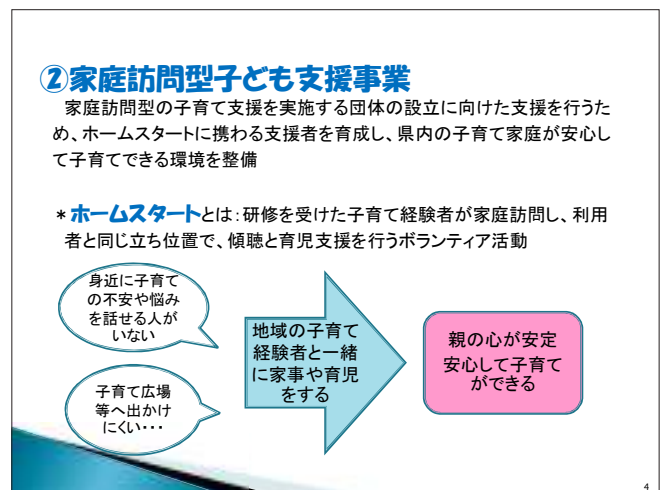 ②家庭訪問型子ども支援事業
家庭訪問型の子育て支援を実施する団体の設立に向けた支援を行うた
め、ホームスタートに携わる支援者を育成し、県内の子育て家庭が安心し
て子育てできる環境を整備
*ホームスタートとは:研修を受けた子育て経験者が家庭訪問し、利用
者と同じ立ち位置で、傾聴と育児支援を行うボランティア活動
身近に子育て
の不安や悩み
を話せる人が
いない
子育て広場
等へ出かけ
にくい・・・
地域の子育て
経験者と一緒
に家事や育児
をする
親の心が安定
安心して子育て
ができる
4